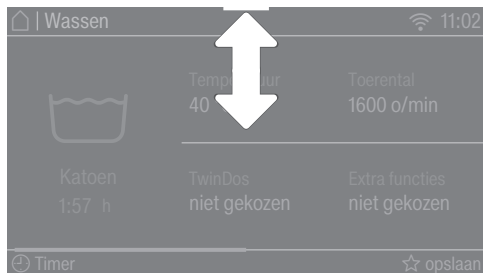 | Wassen 11:02
Temperatuur Toerental
40 1600 o/min
Katoen
1:57 h
TwinDos Extra functies
niet gekozen niet gekozen
Timer opslaan